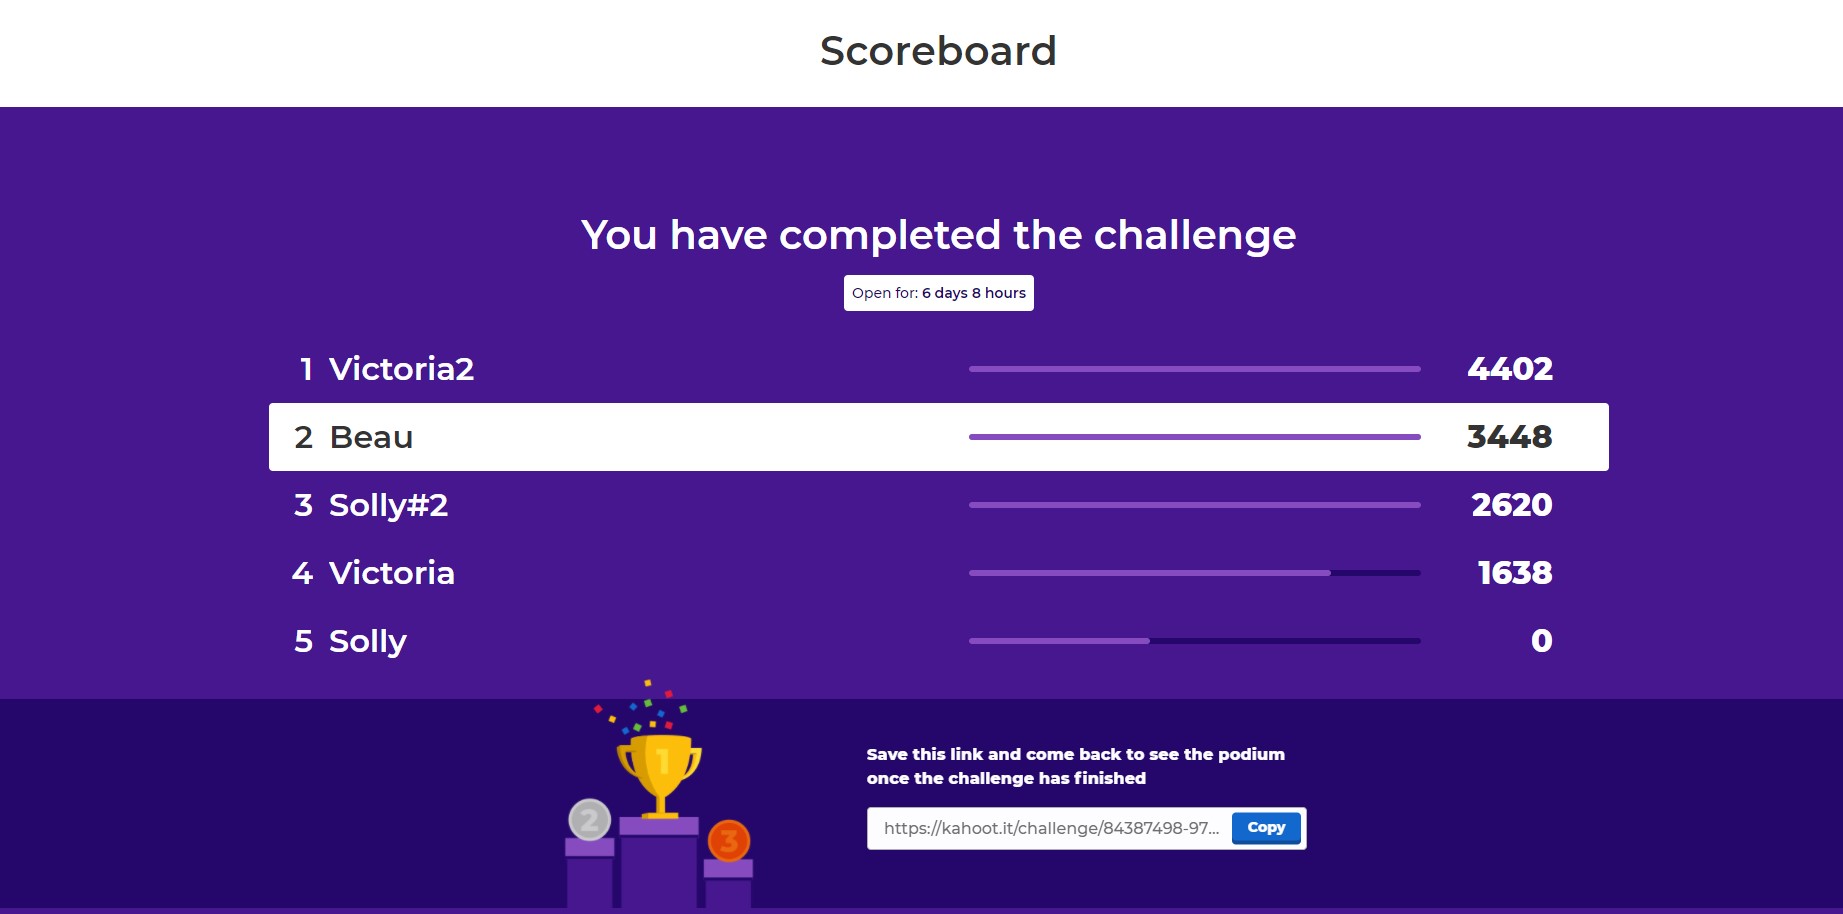 Scoreboard
You have completed the challenge
Open for: 6 days 8 hours
1 Victoria2 4402
2 Beau 3448
3 Solly#2 2620
4 Victoria 1638
5 Solly 0
1
2
3
Save this link and come back to see the podium
once the challenge has finished
https://kahoot.it/challenge/84387498-97... Copy